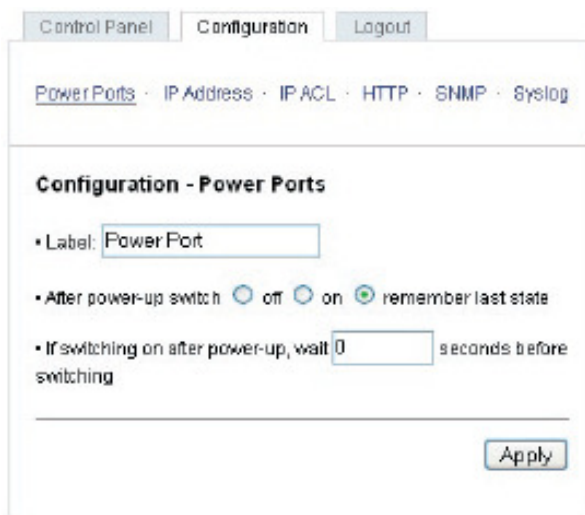 Control Panel Configuration Logout
Power Ports · IP Address · IP ACL · HTTP · SNMP · Syslog
Configuration - Power Ports
• Label: Power Port
• After power-up switch off on remember last state
• If switching on after power-up, wait 0 seconds before
switching
Apply